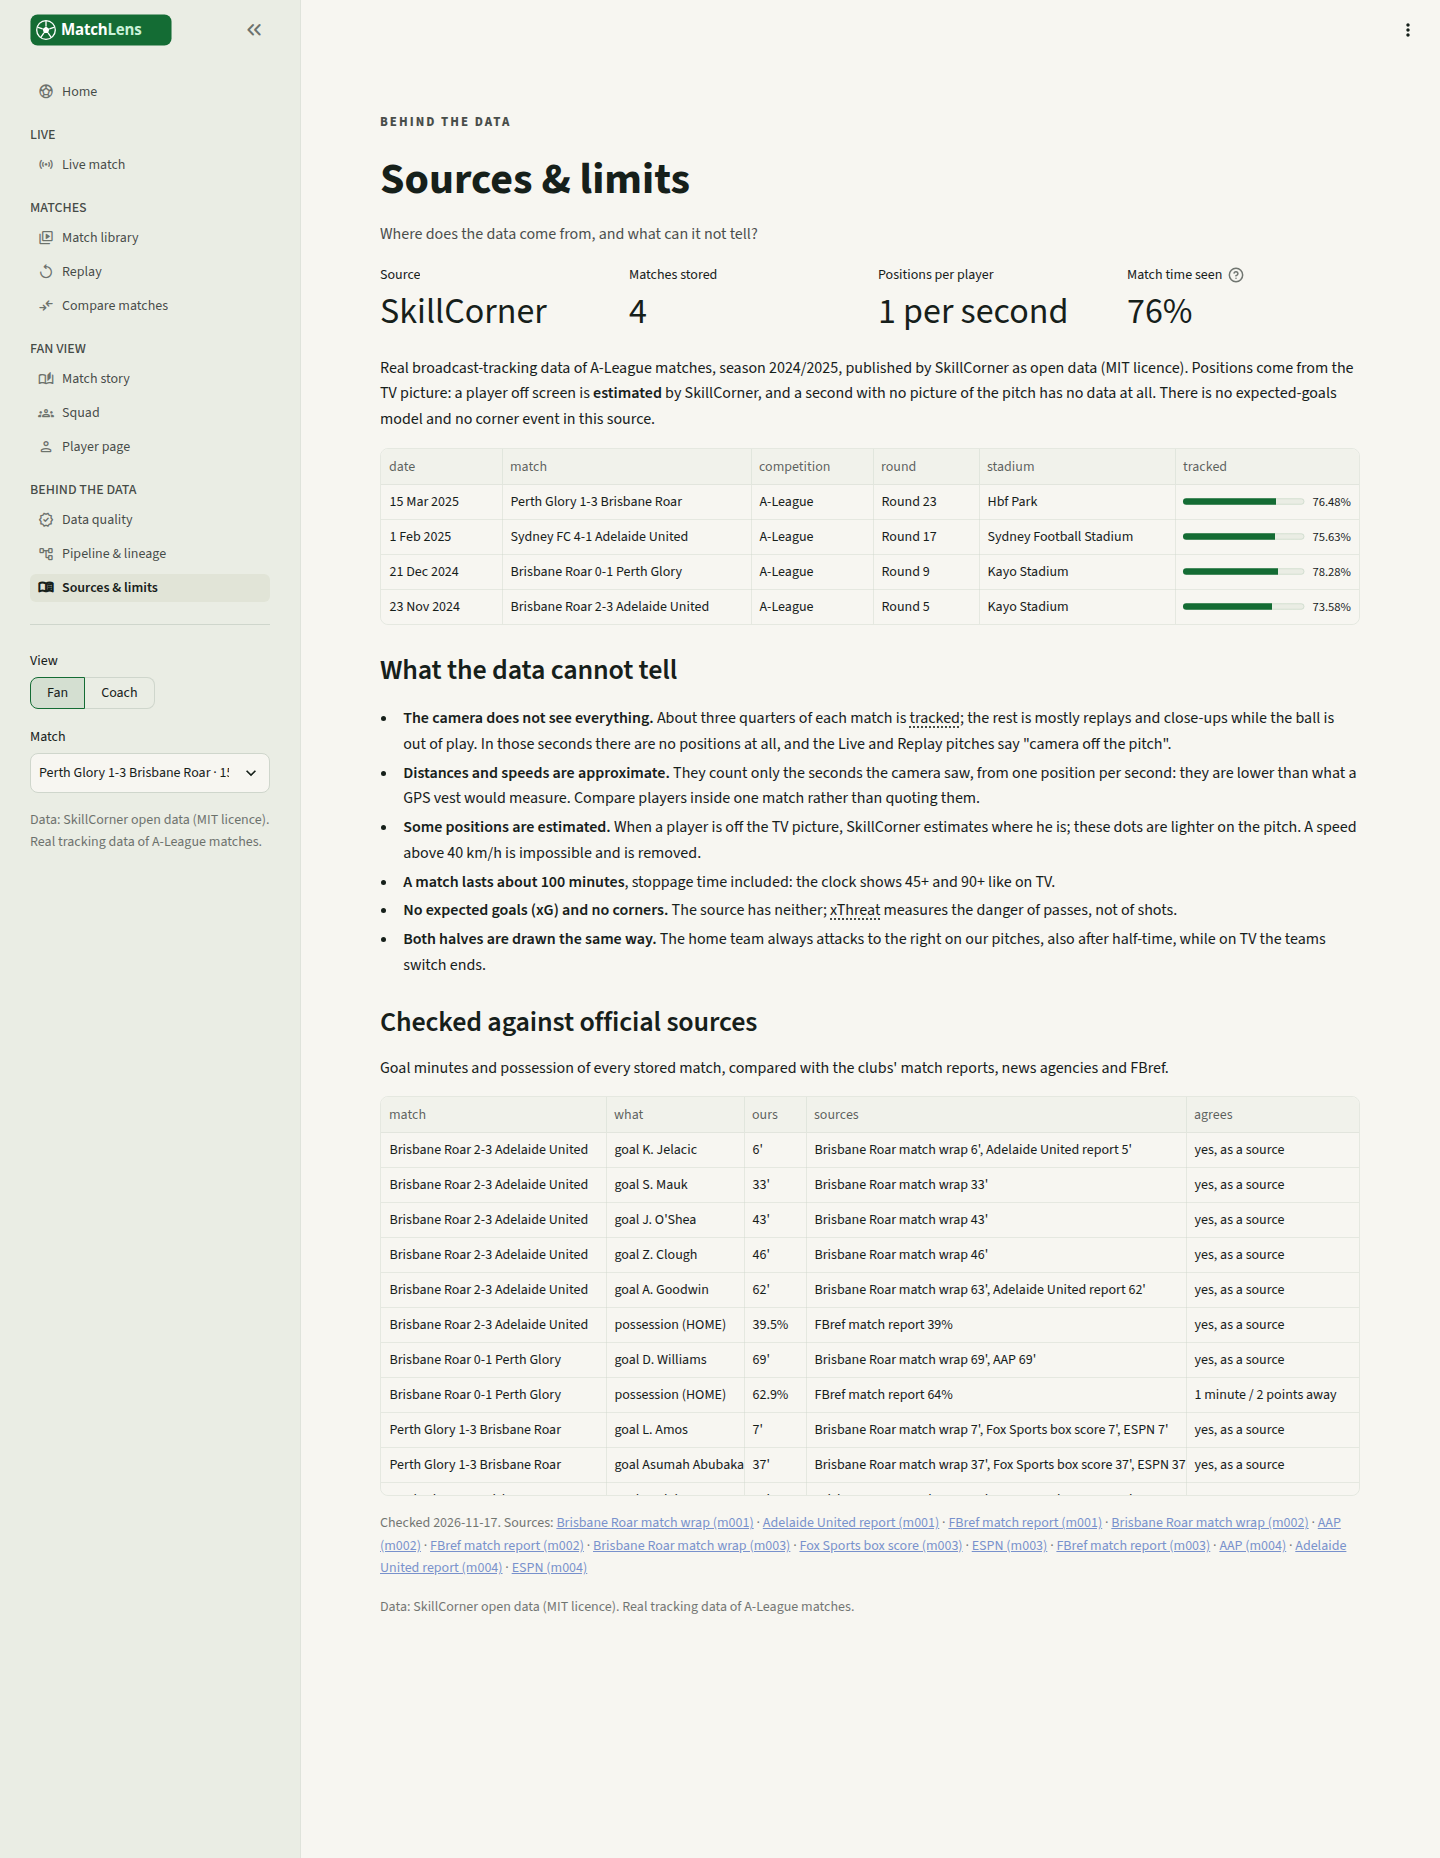 MatchLens
Home
LIVE
Live match
MATCHES
Match library
Replay
Compare matches
FAN VIEW
Match story
Squad
Player page
BEHIND THE DATA
Data quality
Pipeline & lineage
Sources & limits
View
Fan Coach
Match
Perth Glory 1-3 Brisbane Roar · 1
Data: SkillCorner open data (MIT licence).
Real tracking data of A-League matches.
BEHIND THE DATA
Sources & limits
Where does the data come from, and what can it not tell?
Source Matches stored Positions per player Match time seen
SkillCorner 4 1 per second 76%
Real broadcast-tracking data of A-League matches, season 2024/2025, published by SkillCorner as open data (MIT licence). Positions come from the
TV picture: a player off screen is estimated by SkillCorner, and a second with no picture of the pitch has no data at all. There is no expected-goals
model and no corner event in this source.
date match competition round stadium tracked
15 Mar 2025 Perth Glory 1-3 Brisbane Roar A-League Round 23 Hbf Park 76.48%
1 Feb 2025 Sydney FC 4-1 Adelaide United A-League Round 17 Sydney Football Stadium 75.63%
21 Dec 2024 Brisbane Roar 0-1 Perth Glory A-League Round 9 Kayo Stadium 78.28%
23 Nov 2024 Brisbane Roar 2-3 Adelaide United A-League Round 5 Kayo Stadium 73.58%
What the data cannot tell
• The camera does not see everything. About three quarters of each match is tracked; the rest is mostly replays and close-ups while the ball is
out of play. In those seconds there are no positions at all, and the Live and Replay pitches say "camera off the pitch".
• Distances and speeds are approximate. They count only the seconds the camera saw, from one position per second: they are lower than what a
GPS vest would measure. Compare players inside one match rather than quoting them.
• Some positions are estimated. When a player is off the TV picture, SkillCorner estimates where he is; these dots are lighter on the pitch. A speed
above 40 km/h is impossible and is removed.
• A match lasts about 100 minutes, stoppage time included: the clock shows 45+ and 90+ like on TV.
• No expected goals (xG) and no corners. The source has neither; xThreat measures the danger of passes, not of shots.
• Both halves are drawn the same way. The home team always attacks to the right on our pitches, also after half-time, while on TV the teams
switch ends.
Checked against official sources
Goal minutes and possession of every stored match, compared with the clubs' match reports, news agencies and FBref.
match what ours sources agrees
Brisbane Roar 2-3 Adelaide United goal K. Jelacic 6' Brisbane Roar match wrap 6', Adelaide United report 5' yes, as a source
Brisbane Roar 2-3 Adelaide United goal S. Mauk 33' Brisbane Roar match wrap 33' yes, as a source
Brisbane Roar 2-3 Adelaide United goal J. O'Shea 43' Brisbane Roar match wrap 43' yes, as a source
Brisbane Roar 2-3 Adelaide United goal Z. Clough 46' Brisbane Roar match wrap 46' yes, as a source
Brisbane Roar 2-3 Adelaide United goal A. Goodwin 62' Brisbane Roar match wrap 63', Adelaide United report 62' yes, as a source
Brisbane Roar 2-3 Adelaide United possession (HOME) 39.5% FBref match report 39% yes, as a source
Brisbane Roar 0-1 Perth Glory goal D. Williams 69' Brisbane Roar match wrap 69', AAP 69' yes, as a source
Brisbane Roar 0-1 Perth Glory possession (HOME) 62.9% FBref match report 64% 1 minute / 2 points away
Perth Glory 1-3 Brisbane Roar goal L. Amos 7' Brisbane Roar match wrap 7', Fox Sports box score 7', ESPN 7' yes, as a source
Perth Glory 1-3 Brisbane Roar goal Asumah Abubaka 37' Brisbane Roar match wrap 37', Fox Sports box score 37', ESPN 37 yes, as a source
Checked 2026-11-17. Sources: Brisbane Roar match wrap (m001) · Adelaide United report (m001) · FBref match report (m001) · Brisbane Roar match wrap (m002) · AAP
(m002) · FBref match report (m002) · Brisbane Roar match wrap (m003) · Fox Sports box score (m003) · ESPN (m003) · FBref match report (m003) · AAP (m004) · Adelaide
United report (m004) · ESPN (m004)
Data: SkillCorner open data (MIT licence). Real tracking data of A-League matches.